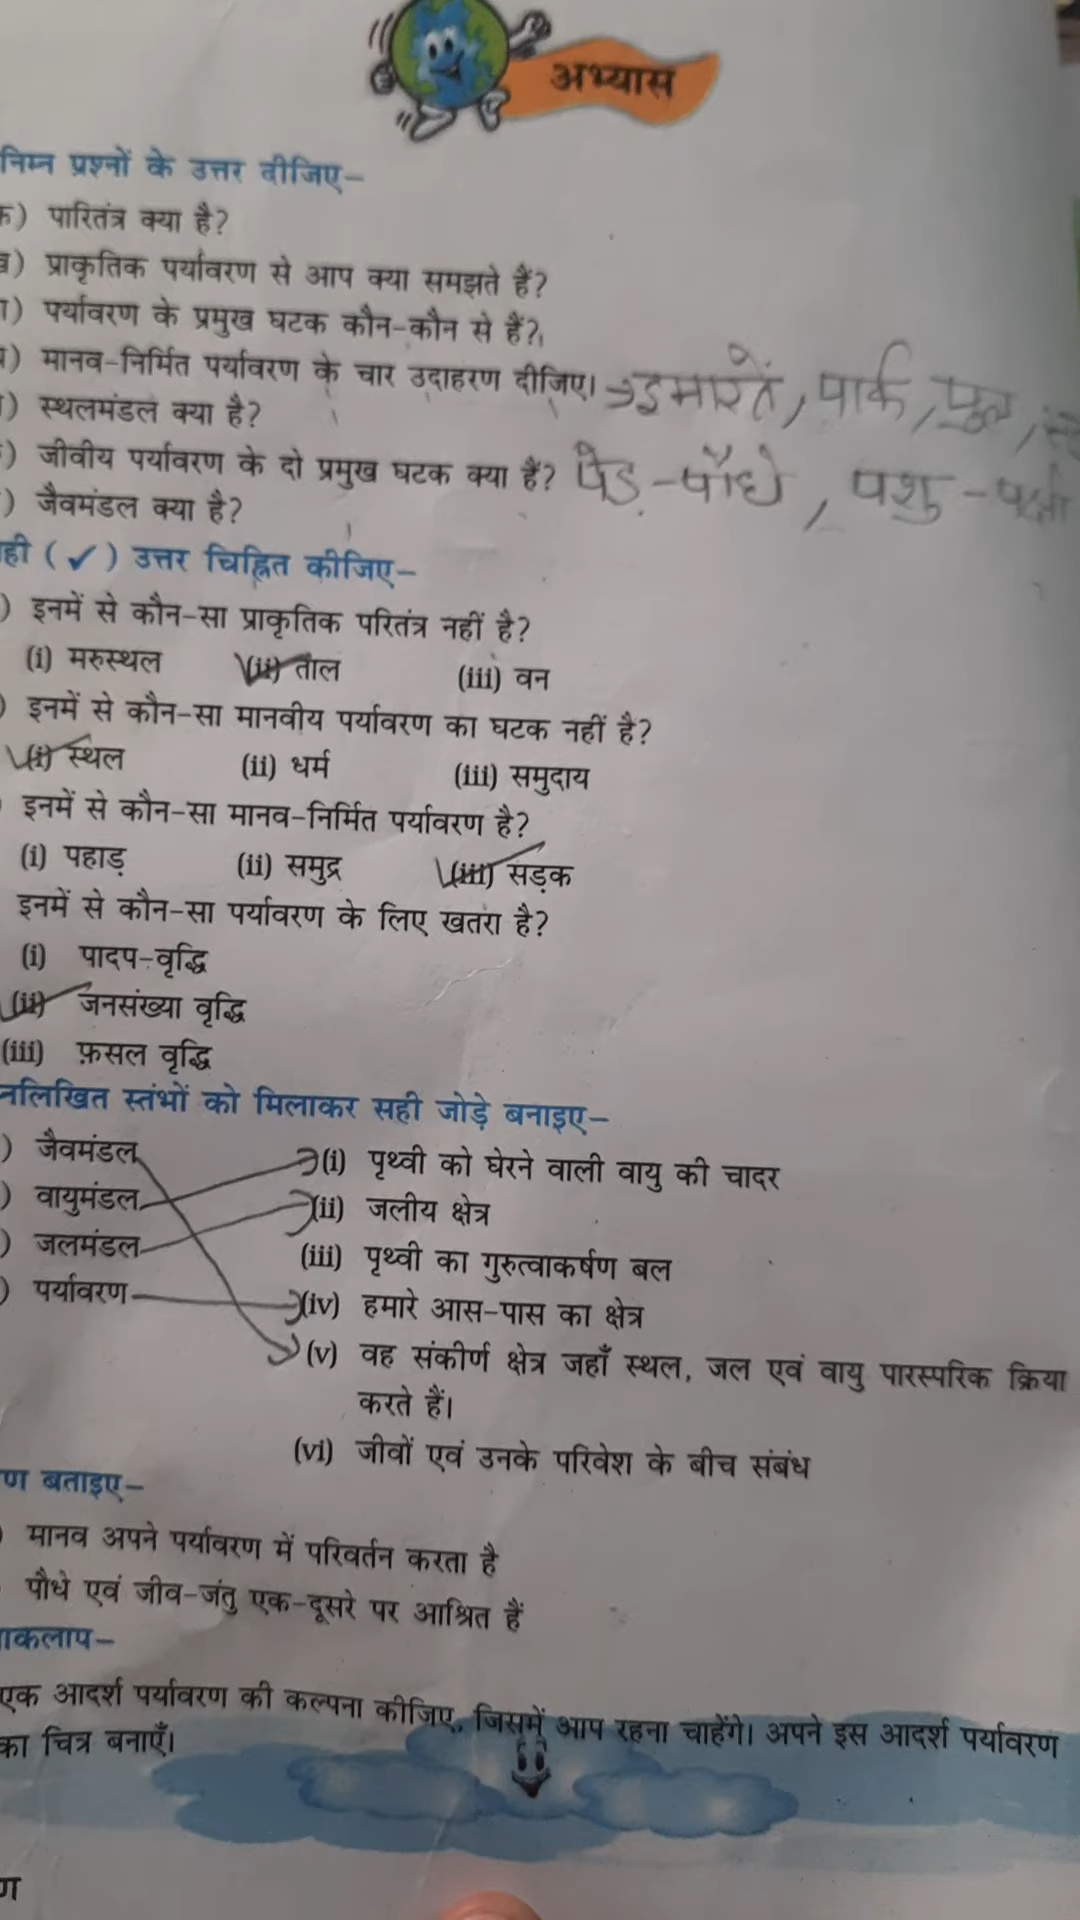 अभ्यास
निम्न प्रश्नों के उत्तर दीजिए–
) पारितंत्र क्या है?
) प्राकृतिक पर्यावरण से आप क्या समझते हैं?
) पर्यावरण के प्रमुख घटक कौन-कौन से हैं?
) मानव-निर्मित पर्यावरण के चार उदाहरण दीजिए। →इमारतें, पार्क, पुल,
) स्थलमंडल क्या है?
) जीवीय पर्यावरण के दो प्रमुख घटक क्या हैं? पेड़-पौधे, पशु-पक्षी
) जैवमंडल क्या है?
ही (✓) उत्तर चिह्नित कीजिए–
) इनमें से कौन-सा प्राकृतिक परितंत्र नहीं है?
(i) मरुस्थल (ii) ताल (iii) वन
) इनमें से कौन-सा मानवीय पर्यावरण का घटक नहीं है?
(i) स्थल (ii) धर्म (iii) समुदाय
इनमें से कौन-सा मानव-निर्मित पर्यावरण है?
(i) पहाड़ (ii) समुद्र (iii) सड़क
इनमें से कौन-सा पर्यावरण के लिए खतरा है?
(i) पादप-वृद्धि
(ii) जनसंख्या वृद्धि
(iii) फ़सल वृद्धि
नलिखित स्तंभों को मिलाकर सही जोड़े बनाइए–
) जैवमंडल (i) पृथ्वी को घेरने वाली वायु की चादर
) वायुमंडल (ii) जलीय क्षेत्र
) जलमंडल (iii) पृथ्वी का गुरुत्वाकर्षण बल
) पर्यावरण (iv) हमारे आस-पास का क्षेत्र
(v) वह संकीर्ण क्षेत्र जहाँ स्थल, जल एवं वायु पारस्परिक क्रिया
करते हैं।
(vi) जीवों एवं उनके परिवेश के बीच संबंध
ण बताइए–
मानव अपने पर्यावरण में परिवर्तन करता है
पौधे एवं जीव-जंतु एक-दूसरे पर आश्रित हैं
ाकलाप–
एक आदर्श पर्यावरण की कल्पना कीजिए, जिसमें आप रहना चाहेंगे। अपने इस आदर्श पर्यावरण
का चित्र बनाएँ।
ण